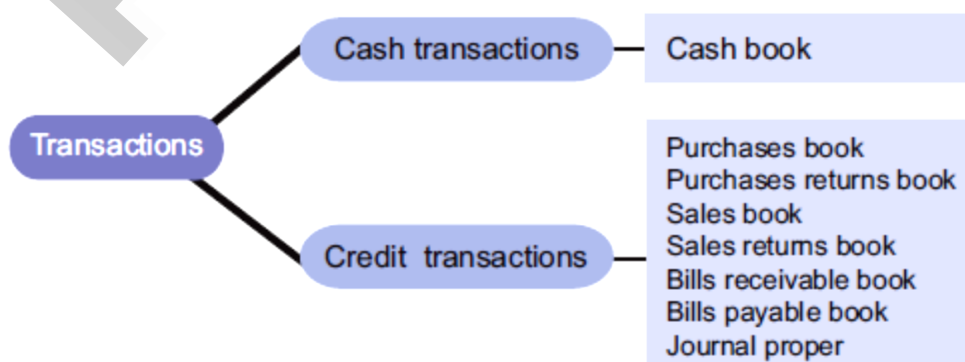 Transactions
Cash transactions
Cash book
Credit transactions
Purchases book
Purchases returns book
Sales book
Sales returns book
Bills receivable book
Bills payable book
Journal proper